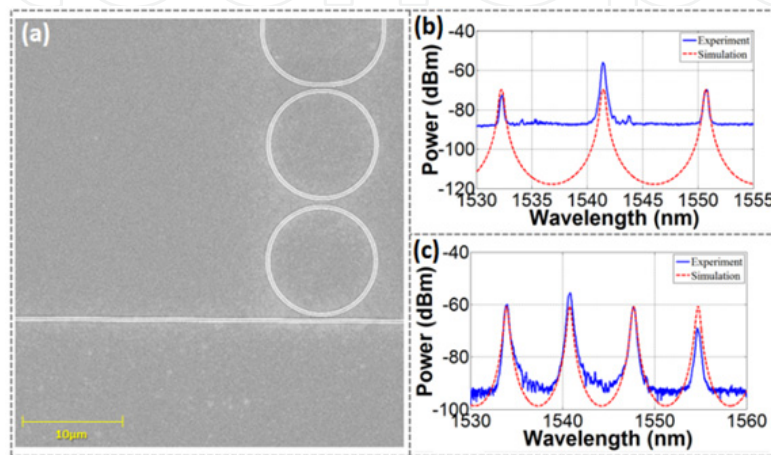 (a)
10μm
(b)
Power (dBm)
-40
-60
-80
-100
-120
Experiment
Simulation
1530
1535
1540
1545
1550
1555
Wavelength (nm)
(c)
Power (dBm)
-40
-60
-80
-100
Experiment
Simulation
1530
1540
1550
1560
Wavelength (nm)